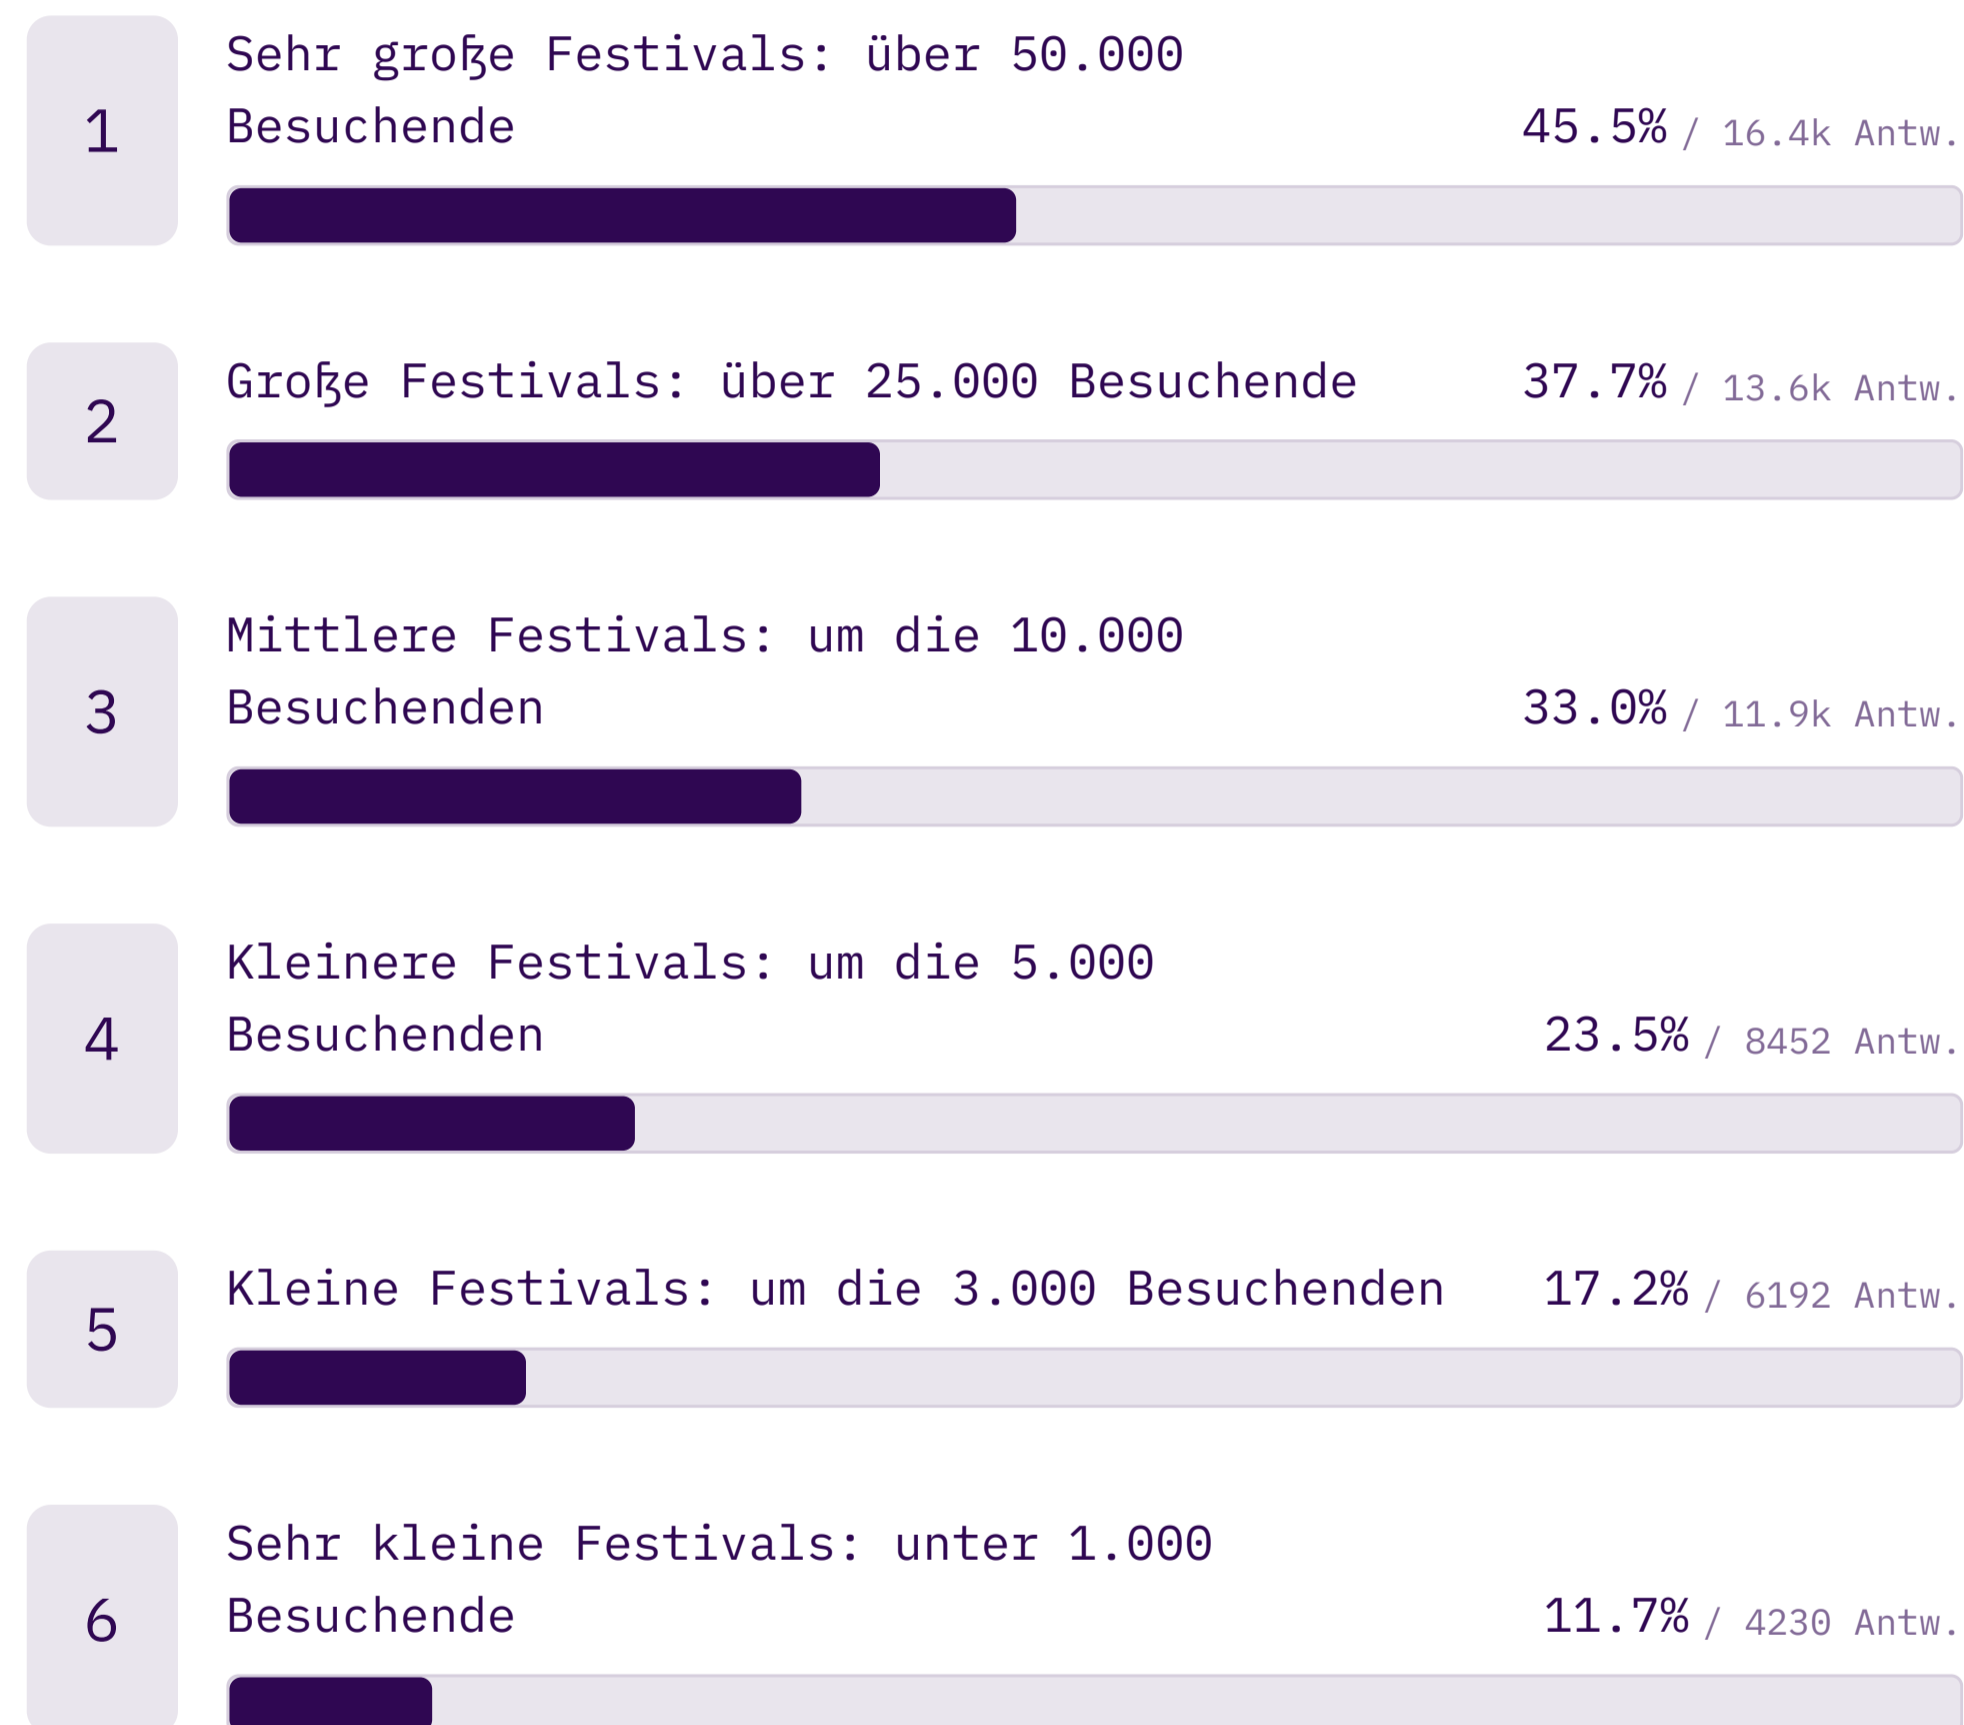 1
Sehr große Festivals: über 50.000
Besuchende
45.5% / 16.4k Antw.
2
Große Festivals: über 25.000 Besuchende
37.7% / 13.6k Antw.
3
Mittlere Festivals: um die 10.000
Besuchenden
33.0% / 11.9k Antw.
4
Kleinere Festivals: um die 5.000
Besuchenden
23.5% / 8452 Antw.
5
Kleine Festivals: um die 3.000 Besuchenden
17.2% / 6192 Antw.
6
Sehr kleine Festivals: unter 1.000
Besuchende
11.7% / 4230 Antw.